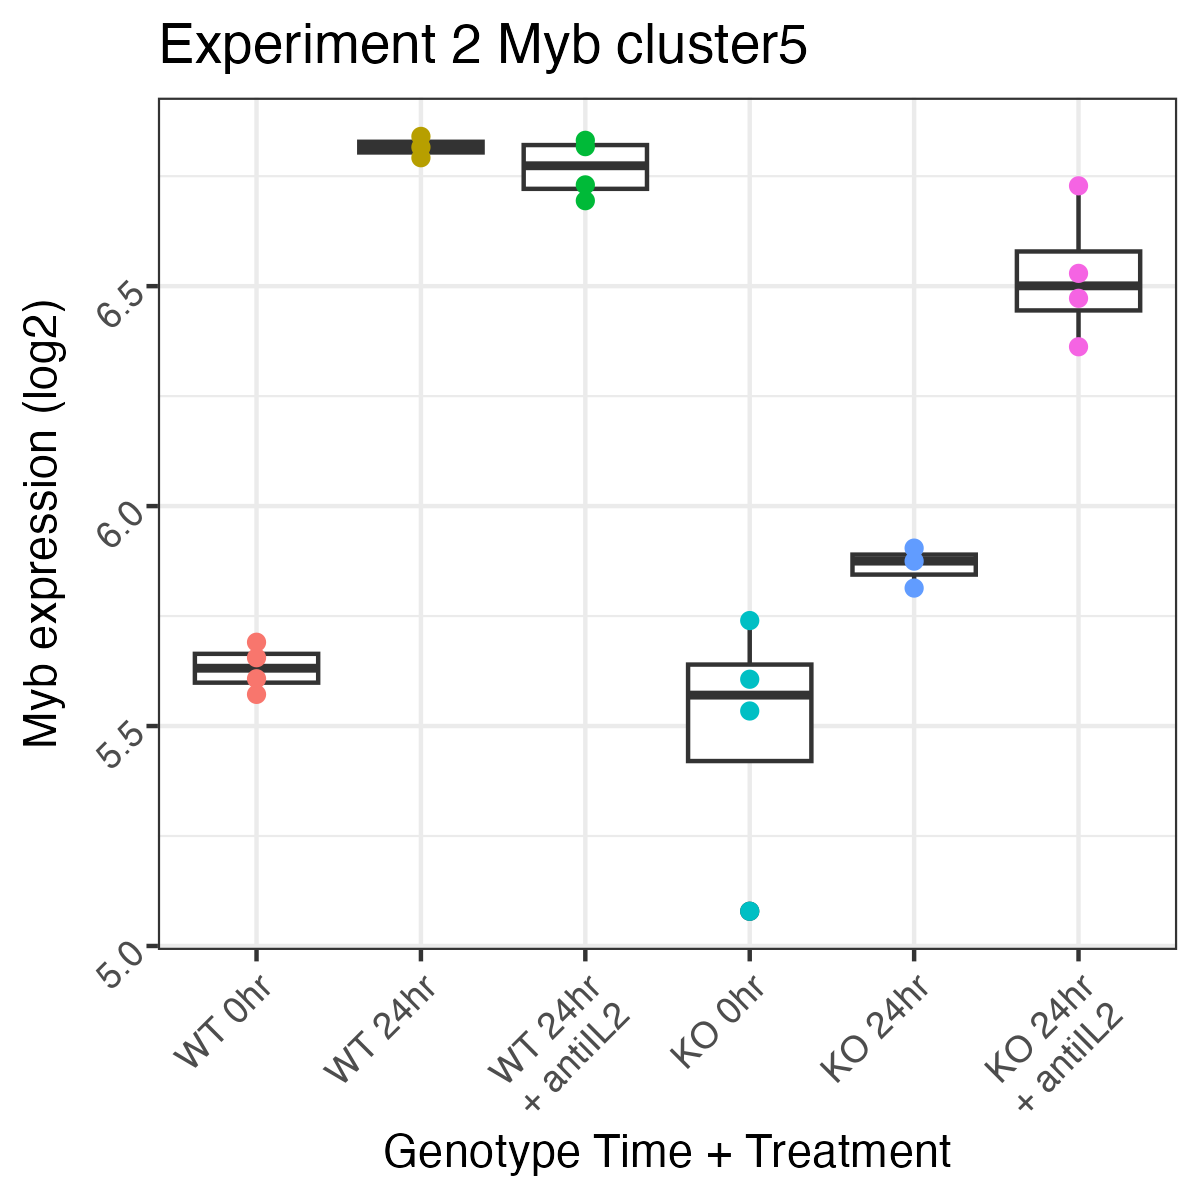 Experiment 2 Myb cluster5
Myb expression (log2)
6.5
6.0
5.5
5.0
WT 0hr
WT 24hr
WT 24hr
+ antiIL2
KO 0hr
KO 24hr
KO 24hr
+ antiIL2
Genotype Time + Treatment